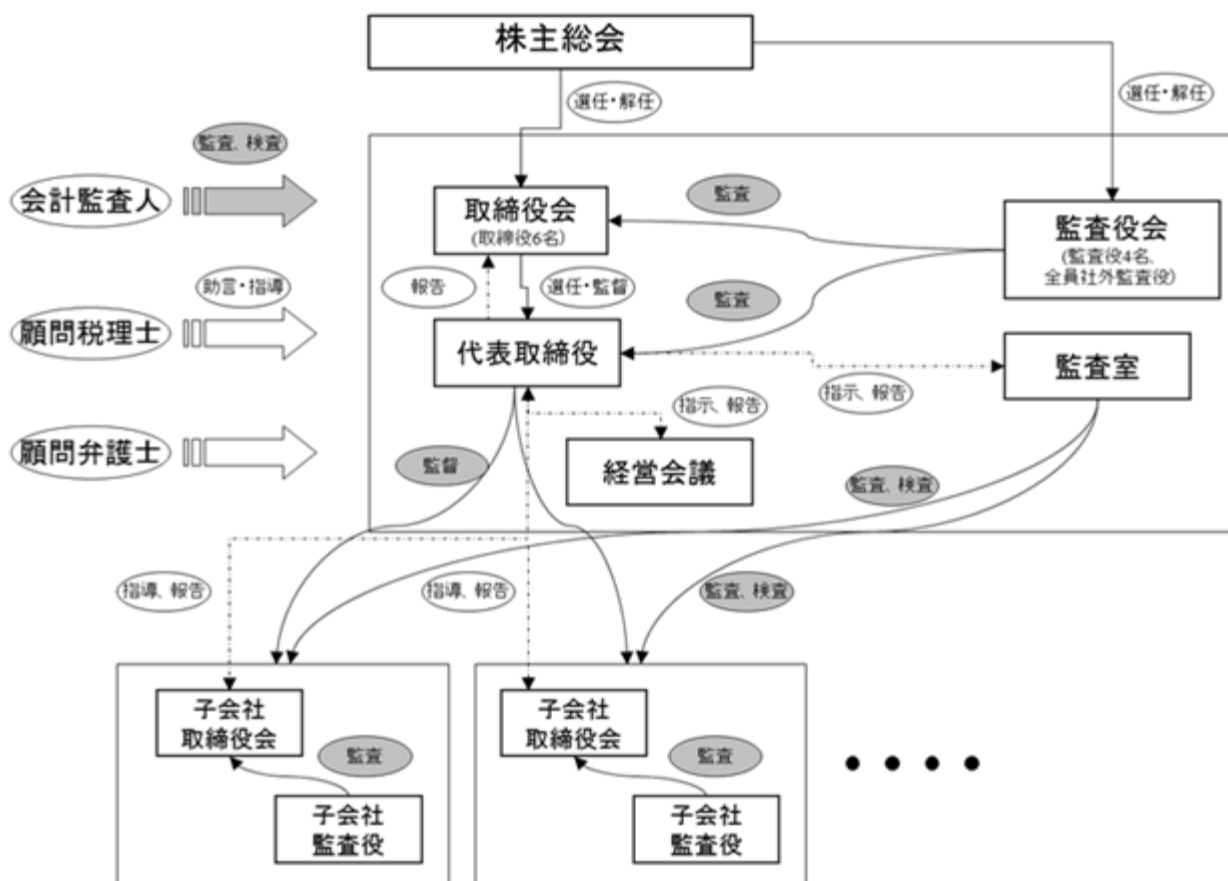 株主総会
選任・解任
選任・解任
監査、検査
会計監査人
取締役会
(取締役6名)
監査
監査役会
(監査役4名、
全員社外監査役)
助言・指導
報告
選任・監督
監査
顧問税理士
代表取締役
監査室
指示、報告
指示、報告
顧問弁護士
監督
経営会議
監査、検査
指導、報告
指導、報告
監査、検査
子会社
取締役会
監査
子会社
監査役
子会社
取締役会
監査
子会社
監査役